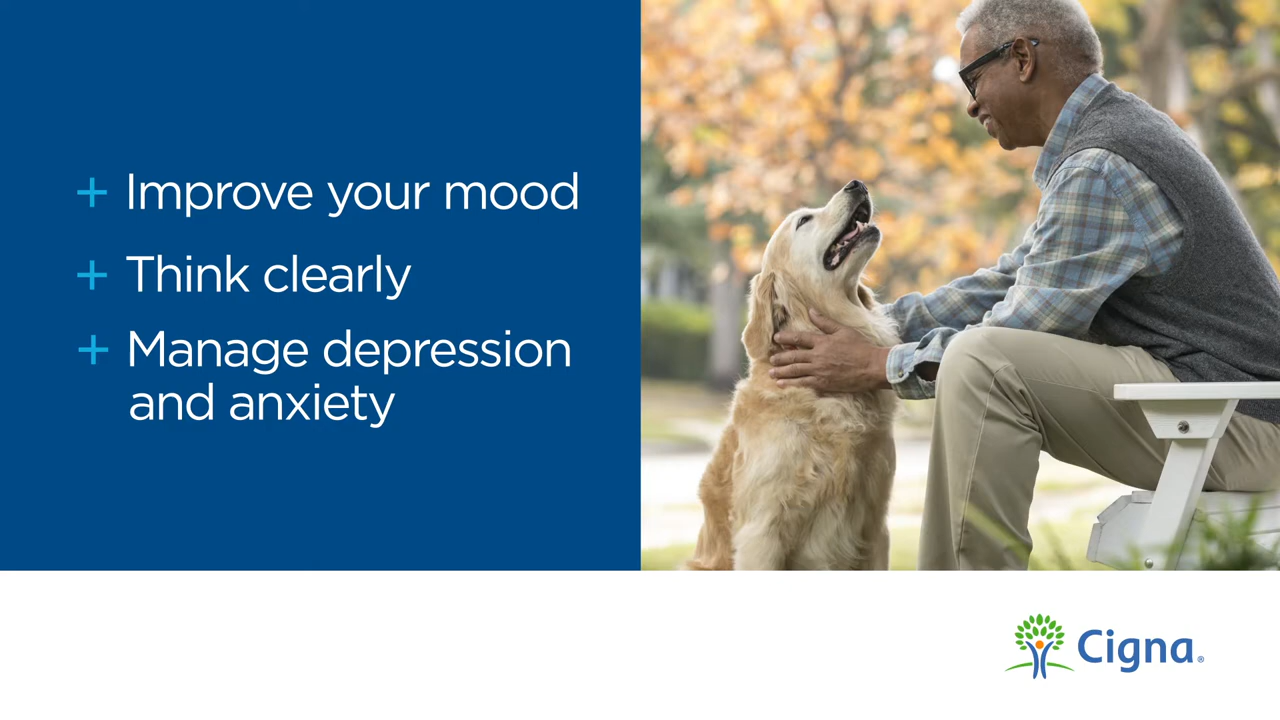 + Improve your mood
+ Think clearly
+ Manage depression
and anxiety
Cigna®